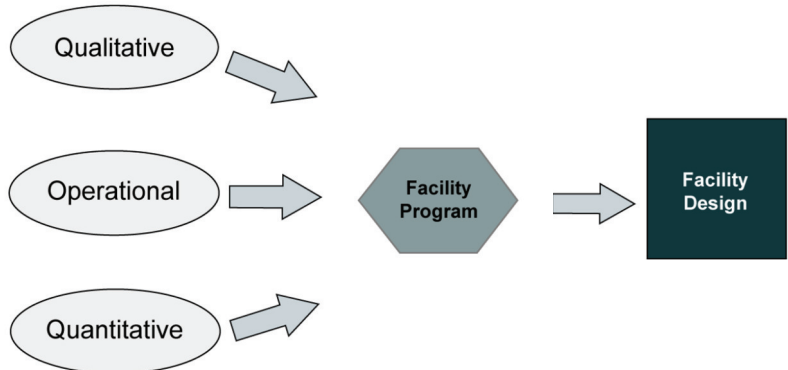 Qualitative
Operational
Quantitative
Facility
Program
Facility
Design